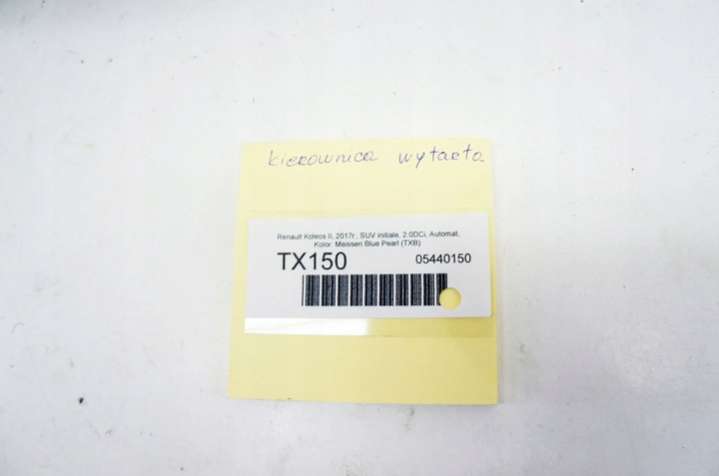 kierownica wytarta
Renault Koleos II, 2017r., SUV initiale, 2.0DCi, Automat,
Kolor: Meissen Blue Pearl (TXB)
TX150 05440150